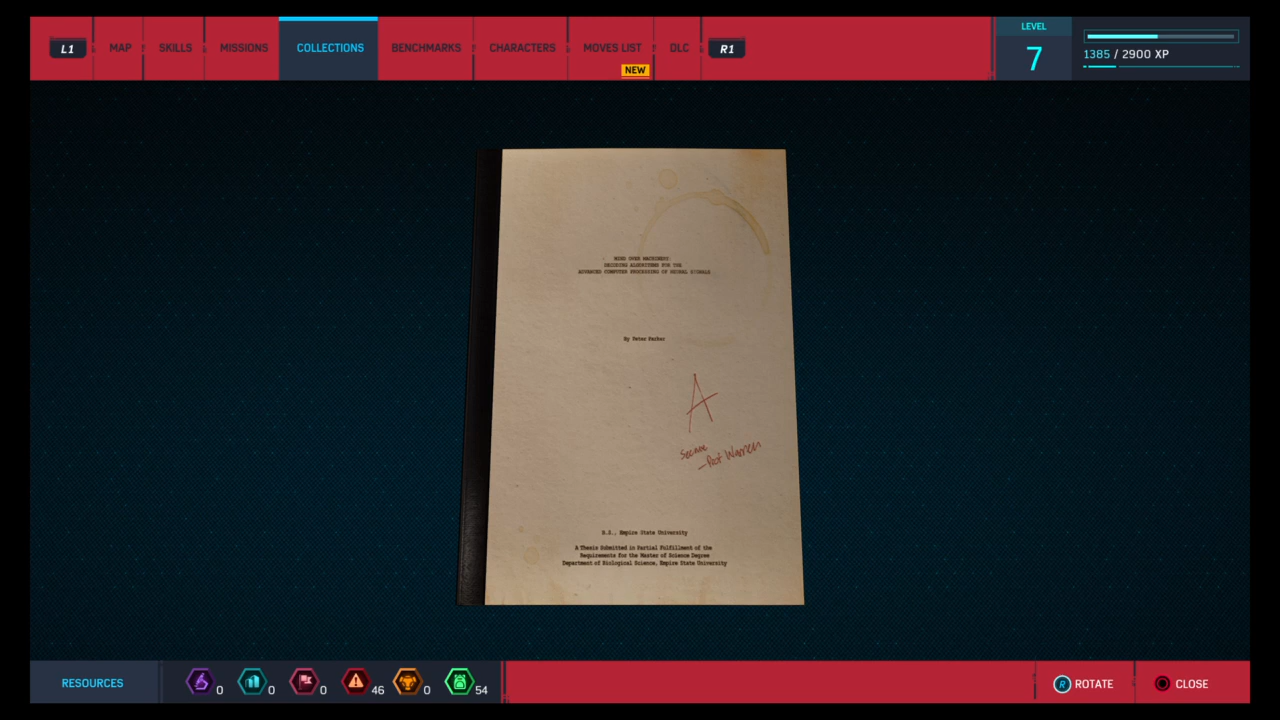 L1
MAP
SKILLS
MISSIONS
COLLECTIONS
BENCHMARKS
CHARACTERS
MOVES LIST
NEW
DLC
R1
LEVEL
7
1385 / 2900 XP
MIND OVER MACHINERY:
DECODING ALGORITHMS FOR THE
ADVANCED COMPUTER PROCESSING OF NEURAL SIGNALS
By Peter Parker
A
—Prof Warren
B.S., Empire State University
A Thesis Submitted in Partial Fulfillment of the
Requirements For the Master of Science Degree
Department of Biological Science, Empire State University
RESOURCES
0
0
0
46
0
54
R ROTATE
CLOSE